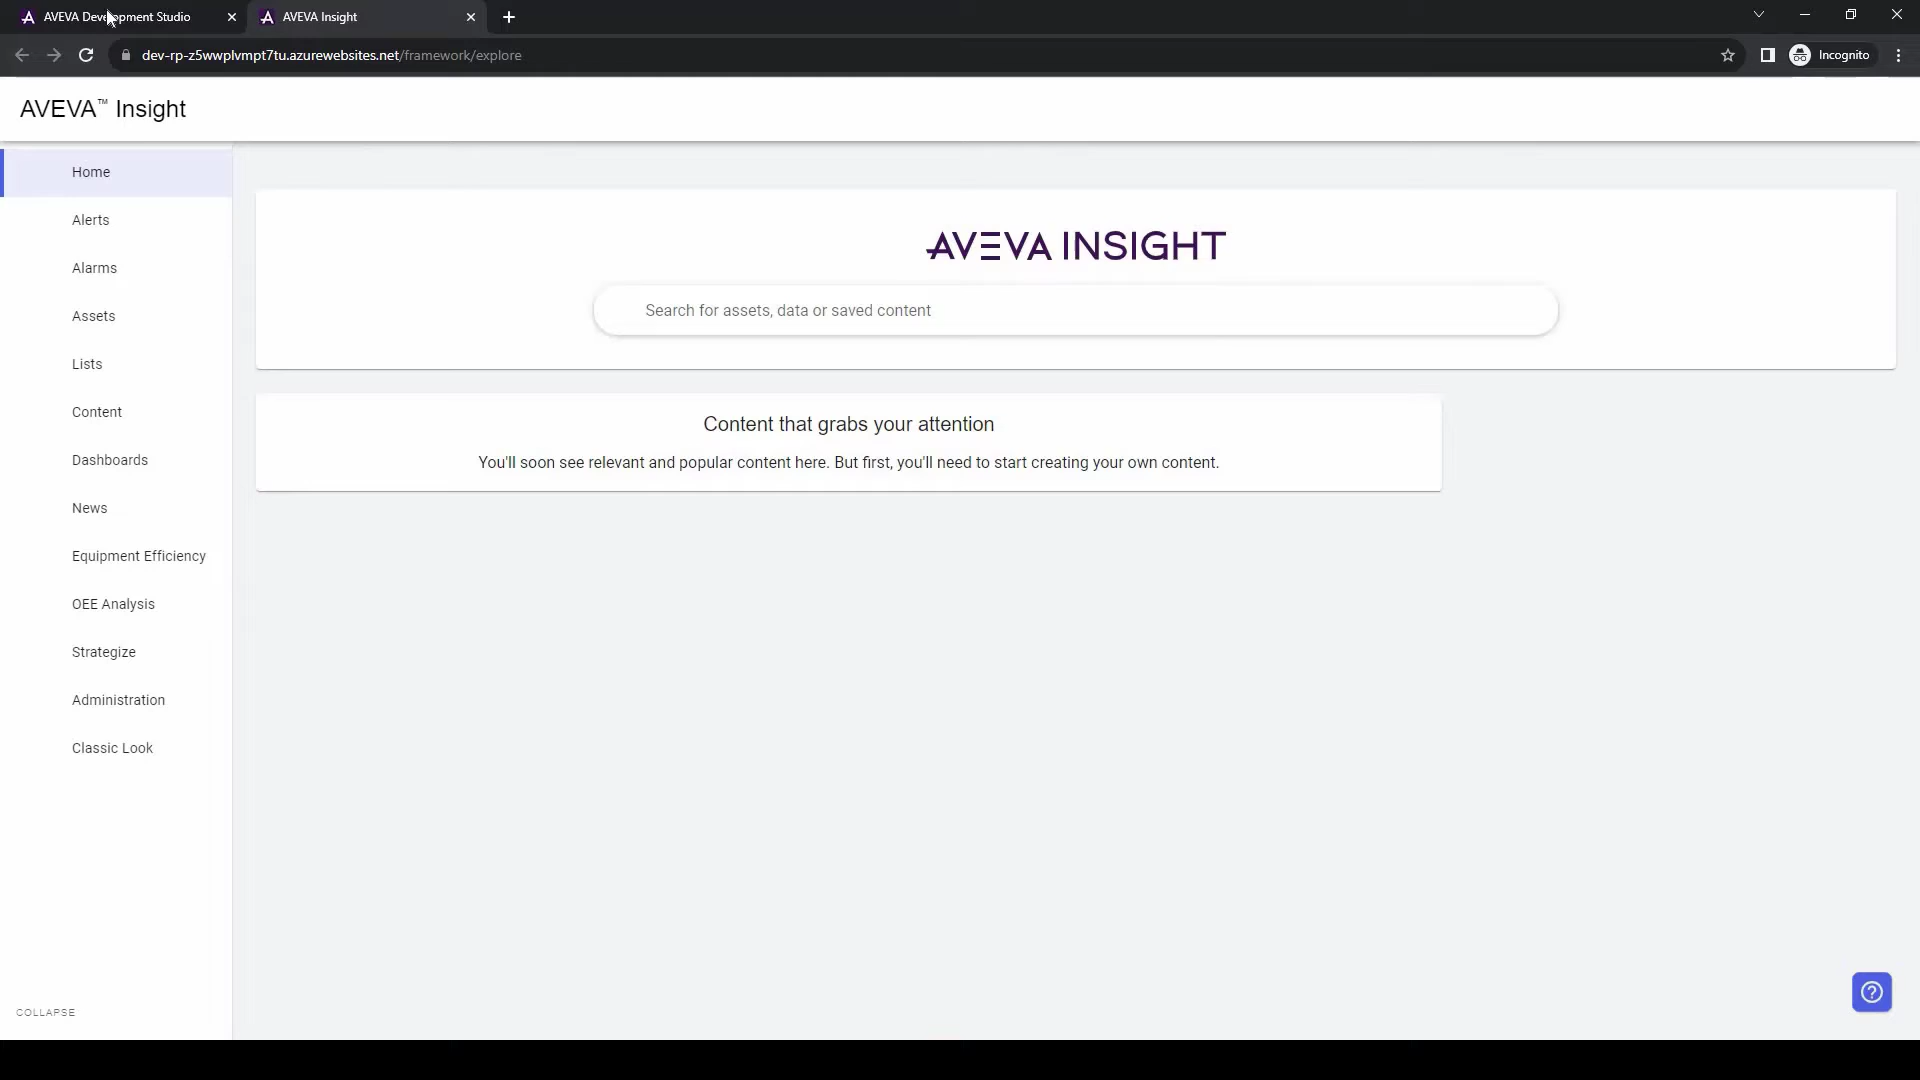 AVEVA Development Studio
AVEVA Insight
dev-rp-z5wwplvmpt7tu.azurewebsites.net/framework/explore
Incognito
AVEVA™ Insight
Home
Alerts
Alarms
Assets
Lists
Content
Dashboards
News
Equipment Efficiency
OEE Analysis
Strategize
Administration
Classic Look
COLLAPSE
AVEVA INSIGHT
Search for assets, data or saved content
Content that grabs your attention
You'll soon see relevant and popular content here. But first, you'll need to start creating your own content.